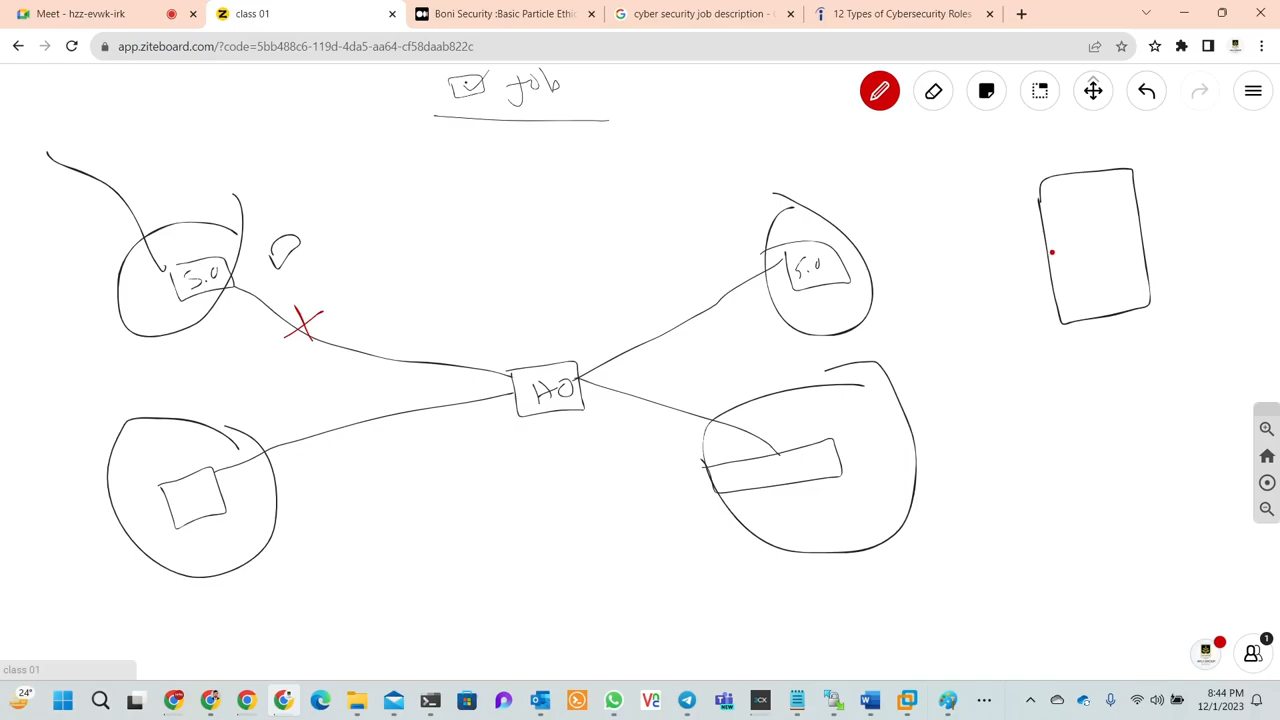 Meet - hzz-evwk-irk
class 01
Bon Security :Basic Particle Ethic
cyber security job description - G
12 Types of Cybersecurity Roles
app.ziteboard.com/?code=5bb488c6-119d-4da5-aa64-cf58daab822c
job
S.O
S.O
HO
class 01
1
24°
8:44 PM
12/1/2023